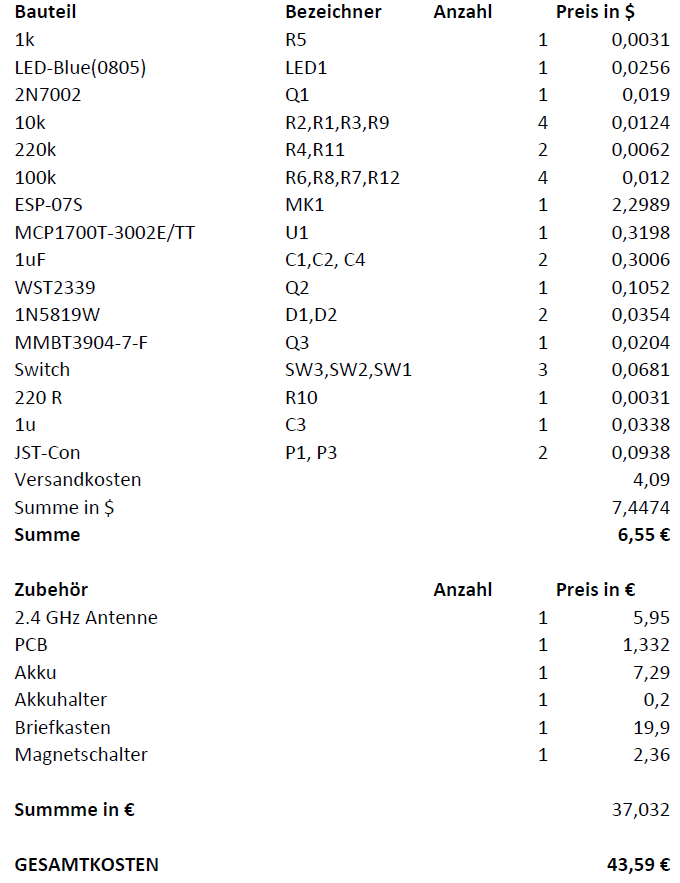 Bauteil Bezeichner Anzahl Preis in $
1k R5 1 0,0031
LED-Blue(0805) LED1 1 0,0256
2N7002 Q1 1 0,019
10k R2,R1,R3,R9 4 0,0124
220k R4,R11 2 0,0062
100k R6,R8,R7,R12 4 0,012
ESP-07S MK1 1 2,2989
MCP1700T-3002E/TT U1 1 0,3198
1uF C1,C2, C4 2 0,3006
WST2339 Q2 1 0,1052
1N5819W D1,D2 2 0,0354
MMBT3904-7-F Q3 1 0,0204
Switch SW3,SW2,SW1 3 0,0681
220 R R10 1 0,0031
1u C3 1 0,0338
JST-Con P1, P3 2 0,0938
Versandkosten 4,09
Summe in $ 7,4474
Summe 6,55 €
Zubehör Anzahl Preis in €
2.4 GHz Antenne 1 5,95
PCB 1 1,332
Akku 1 7,29
Akkuhalter 1 0,2
Briefkasten 1 19,9
Magnetschalter 1 2,36
Summme in € 37,032
GESAMTKOSTEN 43,59 €